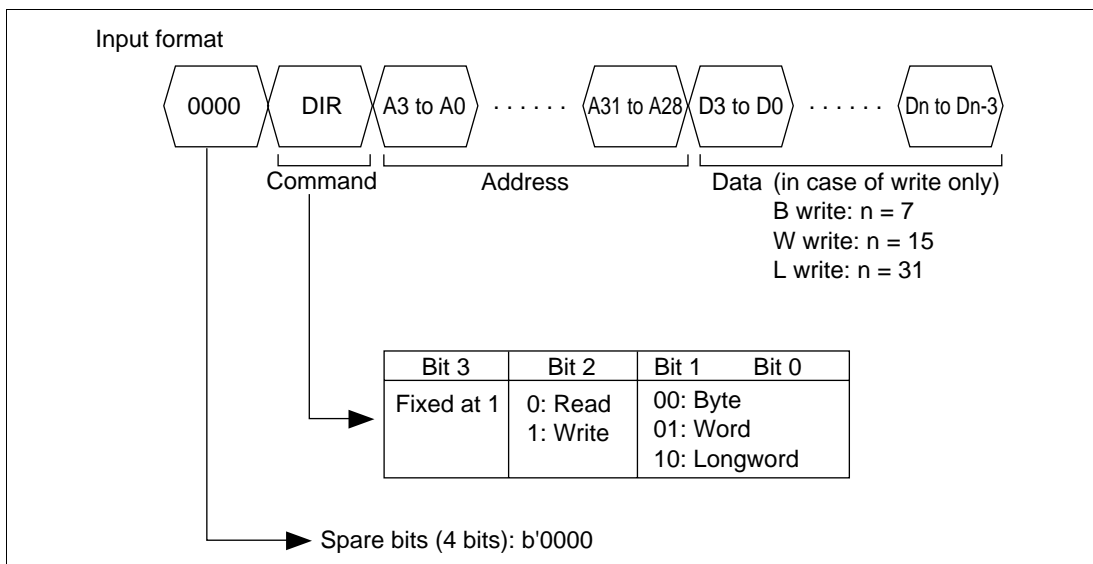 Input format
0000 DIR A3 to A0 · · · · · · A31 to A28 D3 to D0 · · · · · · Dn to Dn-3
Command Address Data (in case of write only)
B write: n = 7
W write: n = 15
L write: n = 31
Bit 3 Bit 2 Bit 1 Bit 0
Fixed at 1 0: Read 00: Byte
1: Write 01: Word
10: Longword
Spare bits (4 bits): b'0000